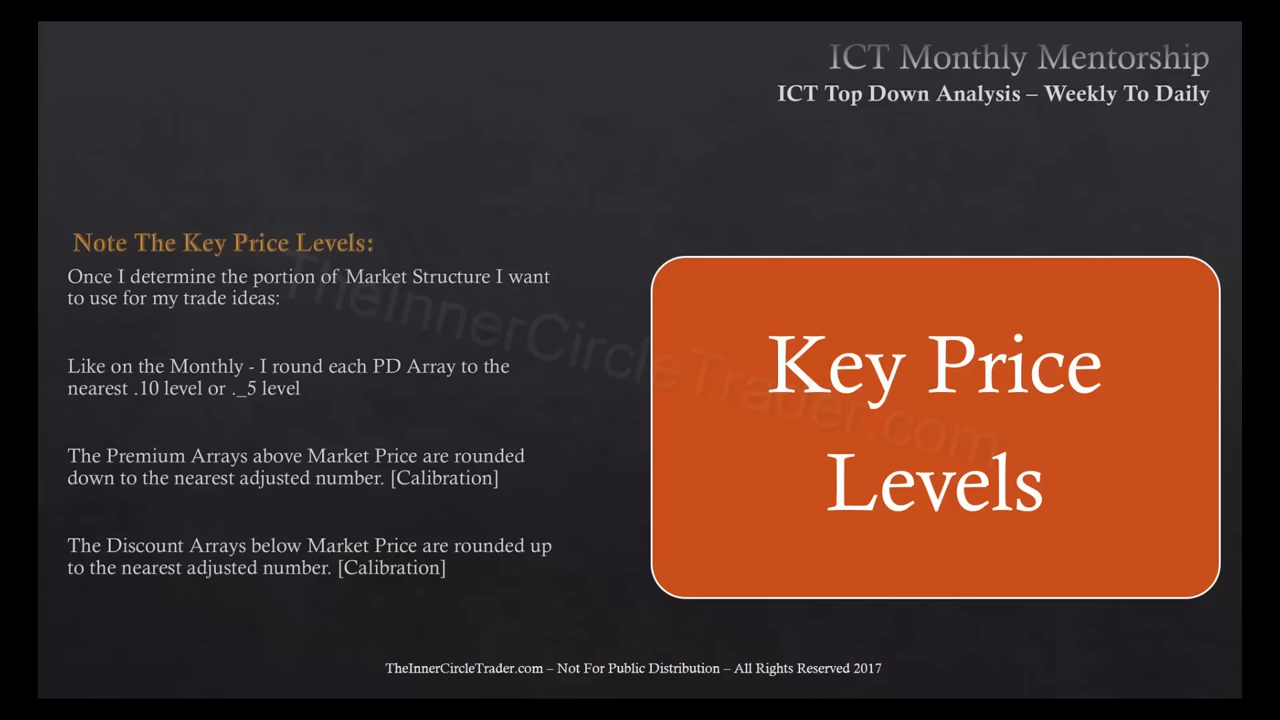 ICT Monthly Mentorship
ICT Top Down Analysis – Weekly To Daily
Note The Key Price Levels:
Once I determine the portion of Market Structure I want
to use for my trade ideas:
Like on the Monthly - I round each PD Array to the
nearest .10 level or ._5 level
The Premium Arrays above Market Price are rounded
down to the nearest adjusted number. [Calibration]
The Discount Arrays below Market Price are rounded up
to the nearest adjusted number. [Calibration]
Key Price
Levels
TheInnerCircleTrader.com
TheInnerCircleTrader.com – Not For Public Distribution – All Rights Reserved 2017